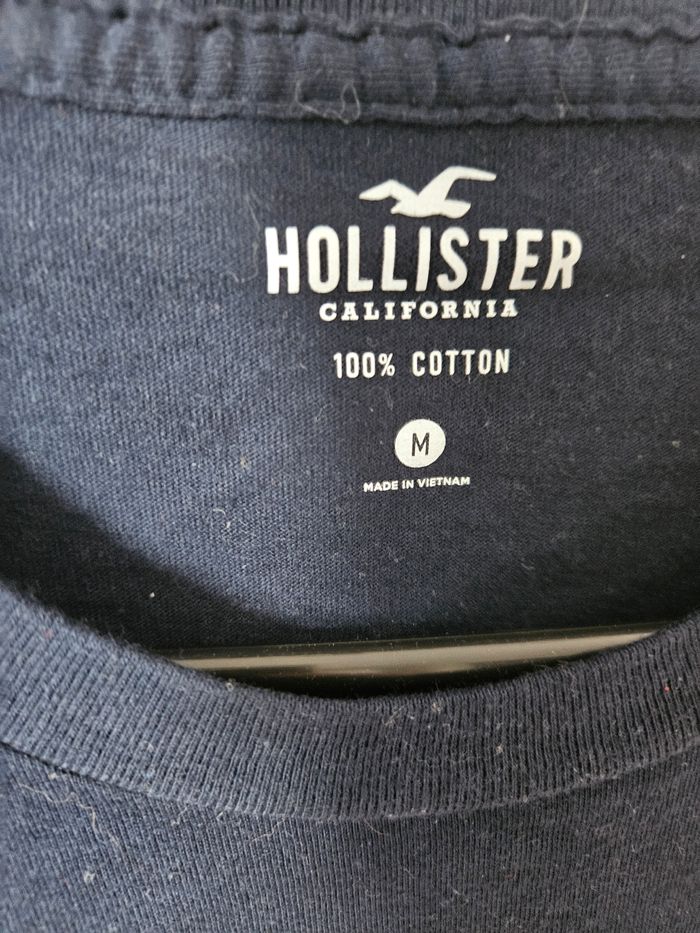 HOLLISTER
CALIFORNIA
100% COTTON
M
MADE IN VIETNAM